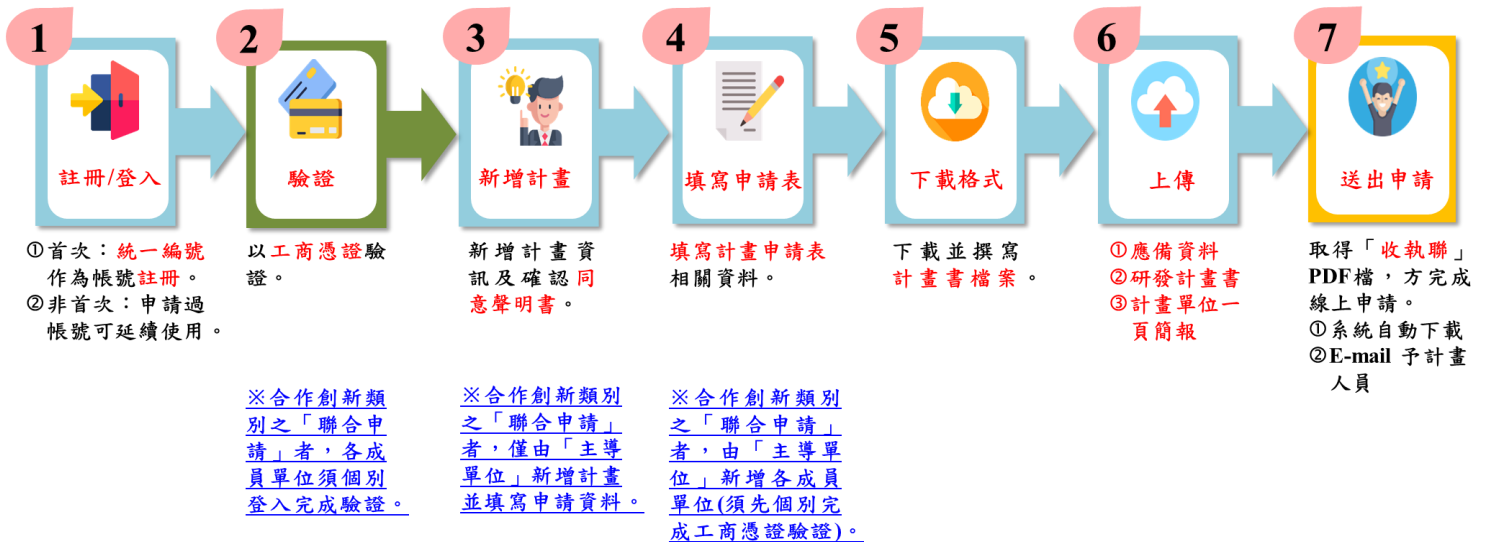 1
註冊/登入
①首次：統一編號
作為帳號註冊。
②非首次：申請過
帳號可延續使用。
2
驗證
以工商憑證驗
證。
※合作創新類
別之「聯合申
請」者，各成
員單位須個別
登入完成驗證。
3
新增計畫
新增計畫資
訊及確認同
意聲明書。
※合作創新類別
之「聯合申請」
者，僅由「主導
單位」新增計畫
並填寫申請資料。
4
填寫申請表
填寫計畫申請表
相關資料。
※合作創新類別
之「聯合申請」
者，由「主導單
位」新增各成員
單位(須先個別完
成工商憑證驗證)。
5
下載格式
下載並撰寫
計畫書檔案。
6
上傳
①應備資料
②研發計畫書
③計畫單位一
頁簡報
7
送出申請
取得「收執聯」
PDF檔，方完成
線上申請。
①系統自動下載
②E-mail 予計畫
人員